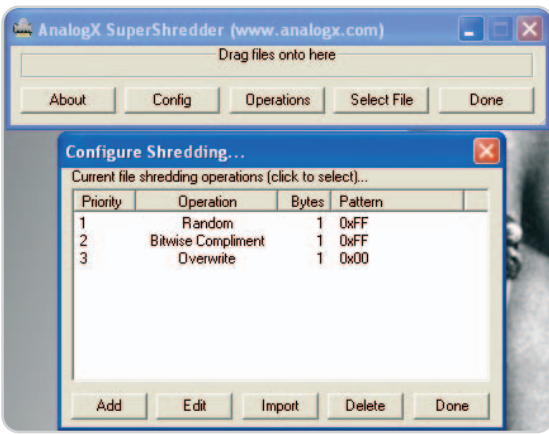 AnalogX SuperShredder (www.analogx.com)
Drag files onto here
About Config Operations Select File Done
Configure Shredding...
Current file shredding operations (click to select)...
Priority Operation Bytes Pattern
1 Random 1 0xFF
2 Bitwise Compliment 1 0xFF
3 Overwrite 1 0x00
Add Edit Import Delete Done